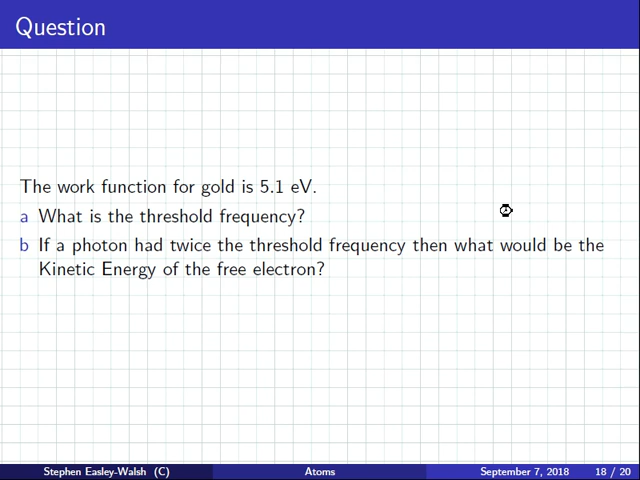 Question
The work function for gold is 5.1 eV.
a What is the threshold frequency?
b If a photon had twice the threshold frequency then what would be the
Kinetic Energy of the free electron?
Stephen Easley-Walsh (C) Atoms September 7, 2018 18 / 20